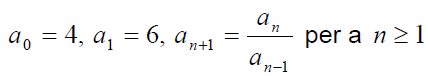 a₀ = 4, a₁ = 6, aₙ₊₁ = aₙ / aₙ₋₁ per a n ≥ 1